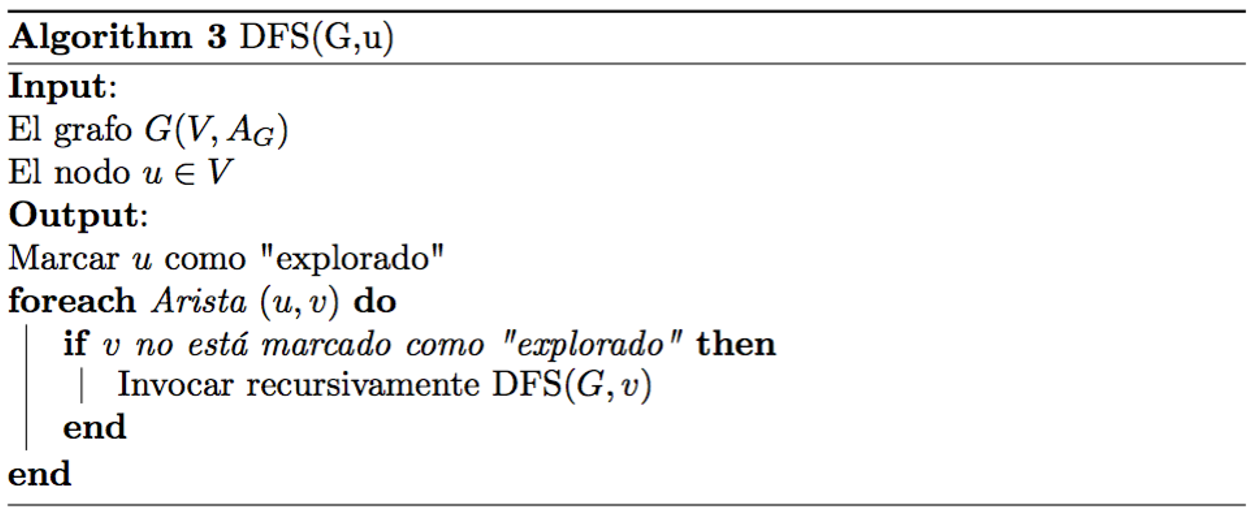 Algorithm 3 DFS(G,u)
Input:
El grafo G(V, A_G)
El nodo u ∈ V
Output:
Marcar u como "explorado"
foreach Arista (u, v) do
if v no está marcado como "explorado" then
Invocar recursivamente DFS(G, v)
end
end